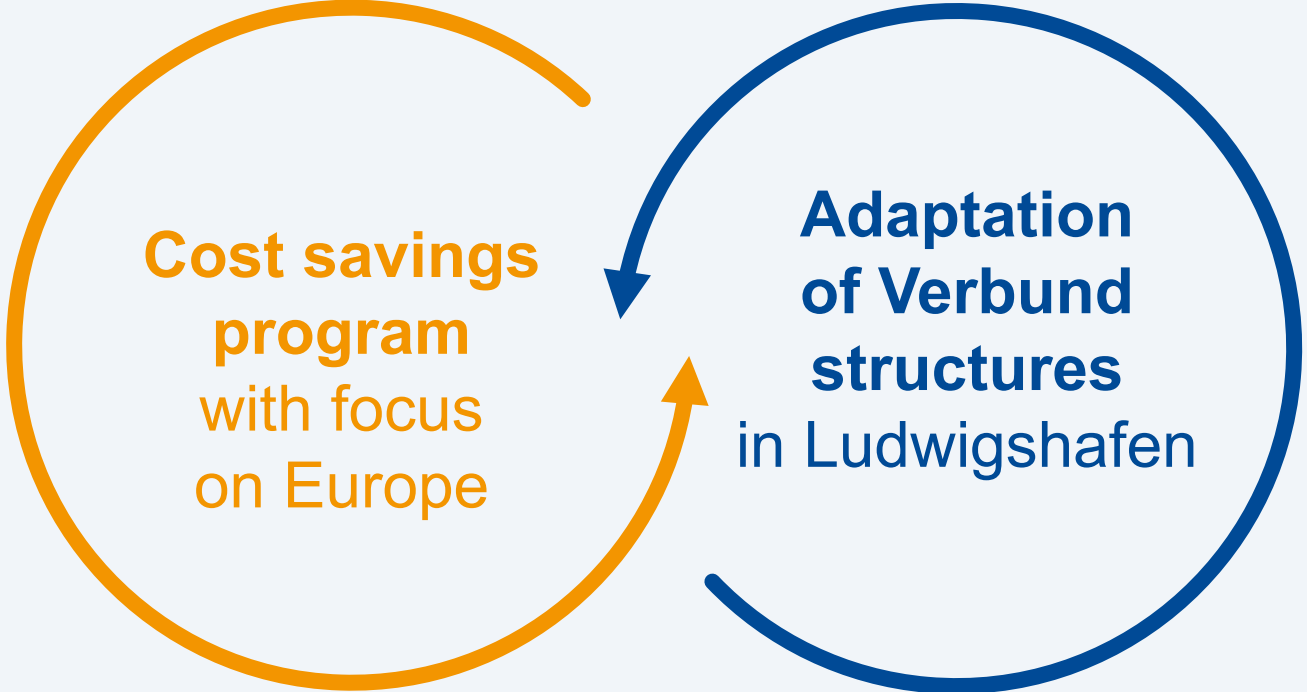 Cost savings
program
with focus
on Europe
Adaptation
of Verbund
structures
in Ludwigshafen